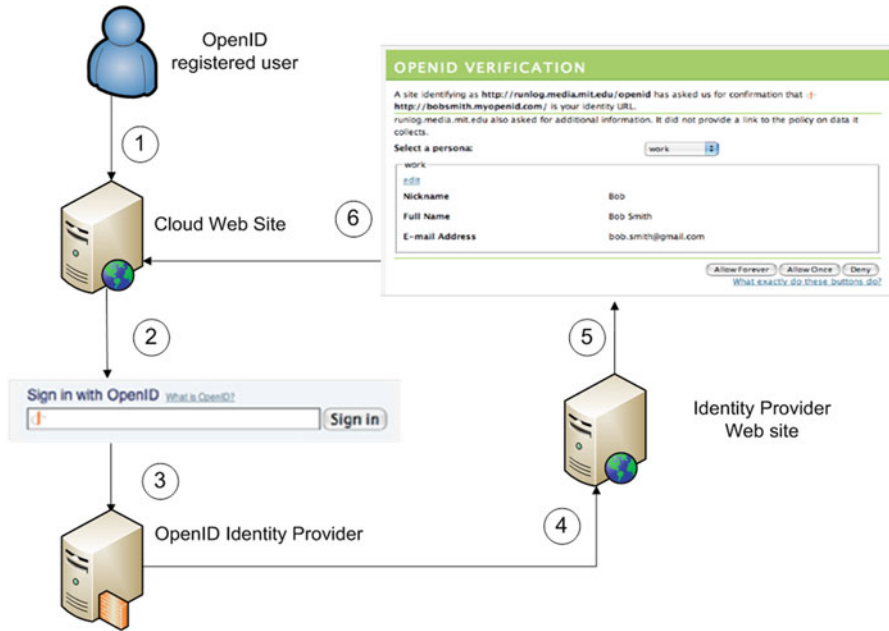 OpenID
registered user
1
Cloud Web Site
2
Sign in with OpenID What is OpenID?
Sign in
3
OpenID Identity Provider
4
Identity Provider
Web site
5
OPENID VERIFICATION
A site identifying as http://runlog.media.mit.edu/openid has asked us for confirmation that
http://bobsmith.myopenid.com/ is your identity URL.
runlog.media.mit.edu also asked for additional information. It did not provide a link to the policy on data it
collects.
Select a persona: work
work
edit
Nickname Bob
Full Name Bob Smith
E-mail Address bob.smith@gmail.com
Allow Forever Allow Once Deny
What exactly do these buttons do?
6